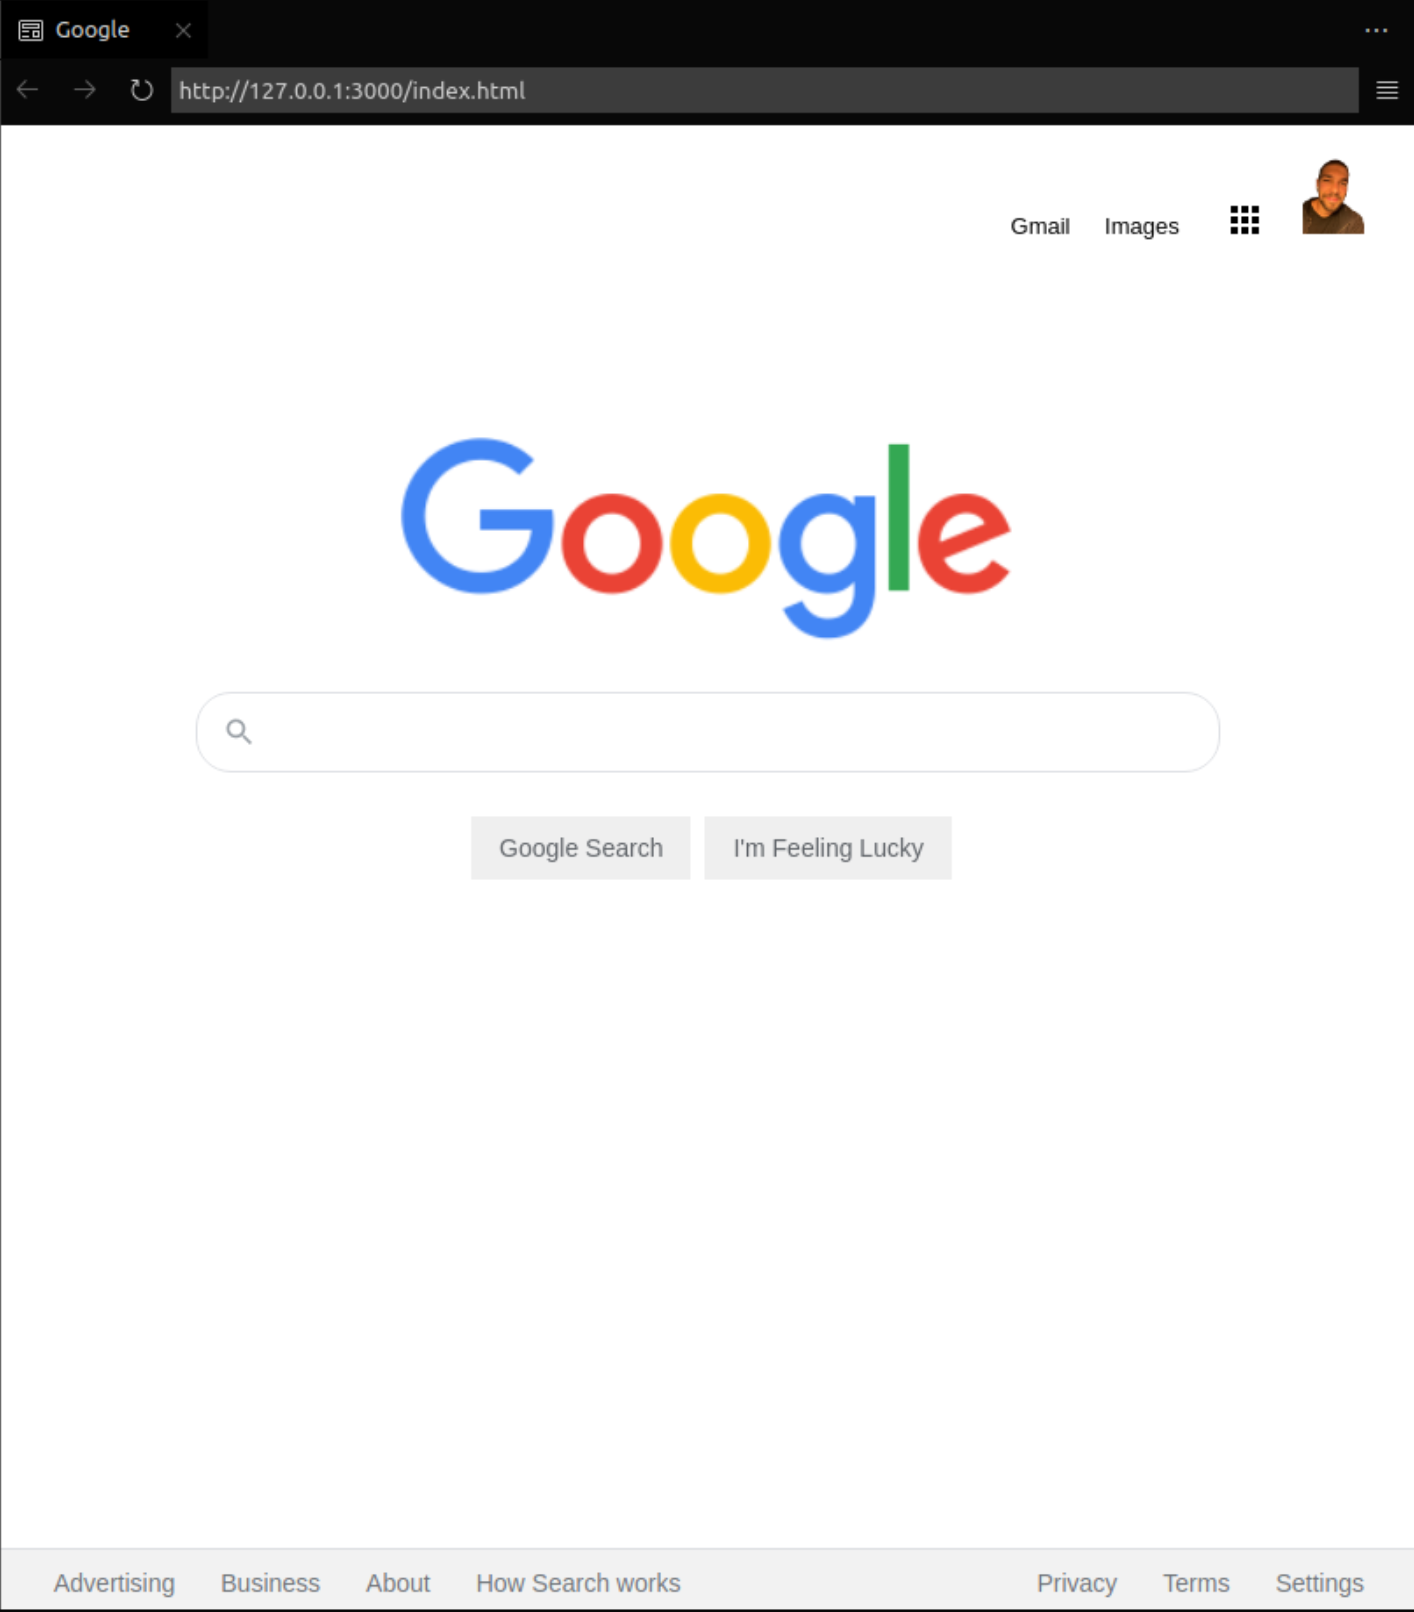 Google
http://127.0.0.1:3000/index.html
Gmail Images
Google
Google Search I'm Feeling Lucky
Advertising Business About How Search works Privacy Terms Settings